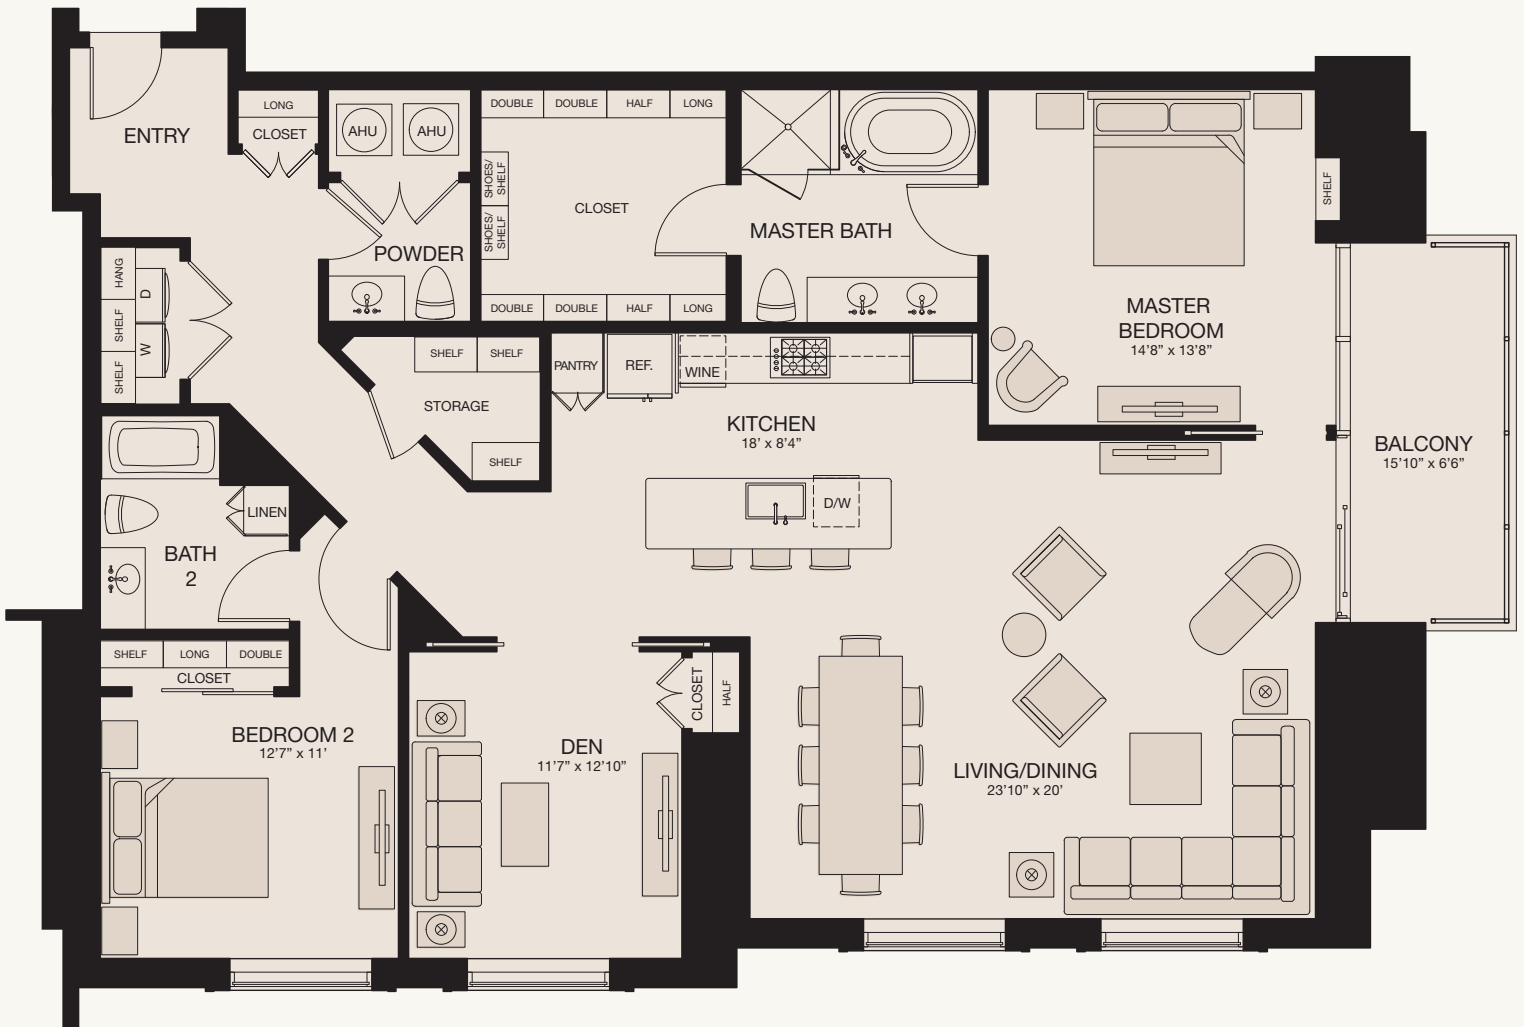 ENTRY
LONG
CLOSET
AHU
AHU
POWDER
DOUBLE
DOUBLE
HALF
LONG
SHOES/
SHELF
SHOES/
SHELF
CLOSET
DOUBLE
DOUBLE
HALF
LONG
MASTER BATH
MASTER
BEDROOM
14’8” x 13’8”
SHELF
BALCONY
15’10” x 6’6”
HANG
SHELF
SHELF
D
W
SHELF
SHELF
STORAGE
SHELF
PANTRY
REF.
WINE
KITCHEN
18’ x 8’4”
D/W
LINEN
BATH
2
SHELF
LONG
DOUBLE
CLOSET
BEDROOM 2
12’7” x 11’
CLOSET
HALF
DEN
11’7” x 12’10”
LIVING/DINING
23’10” x 20’